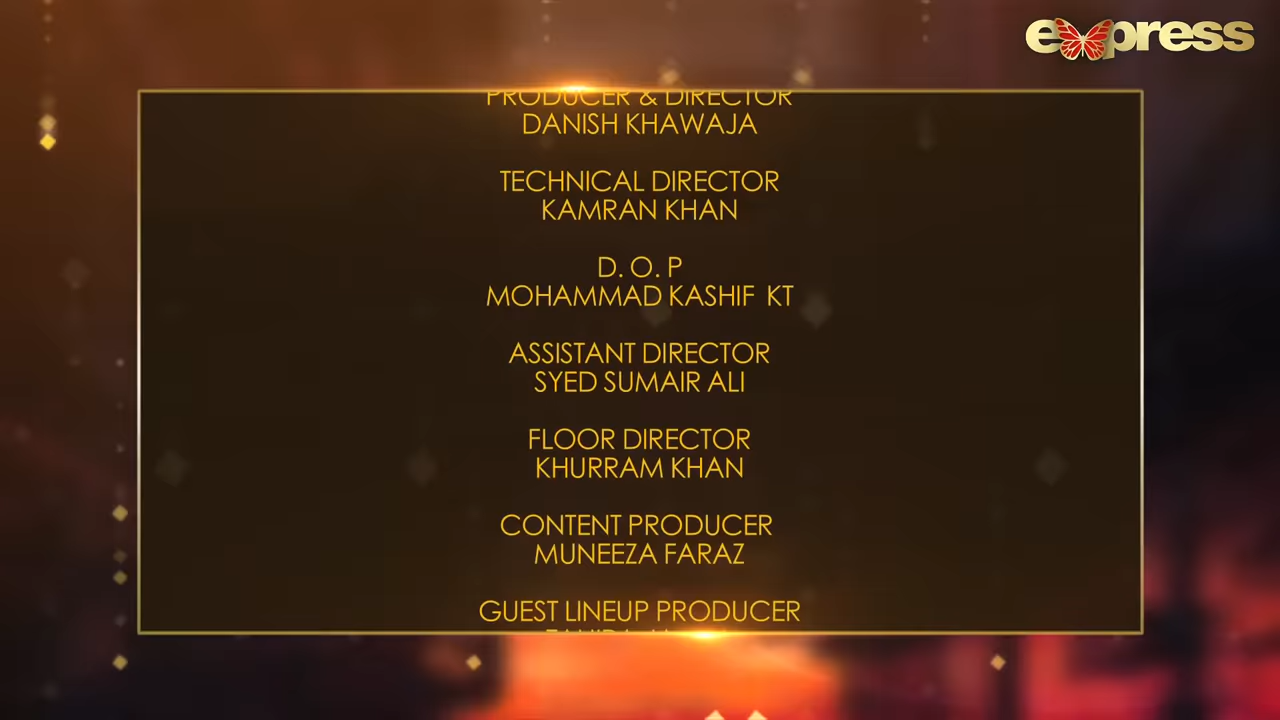 express
PRODUCER & DIRECTOR
DANISH KHAWAJA
TECHNICAL DIRECTOR
KAMRAN KHAN
D. O. P
MOHAMMAD KASHIF KT
ASSISTANT DIRECTOR
SYED SUMAIR ALI
FLOOR DIRECTOR
KHURRAM KHAN
CONTENT PRODUCER
MUNEEZA FARAZ
GUEST LINEUP PRODUCER